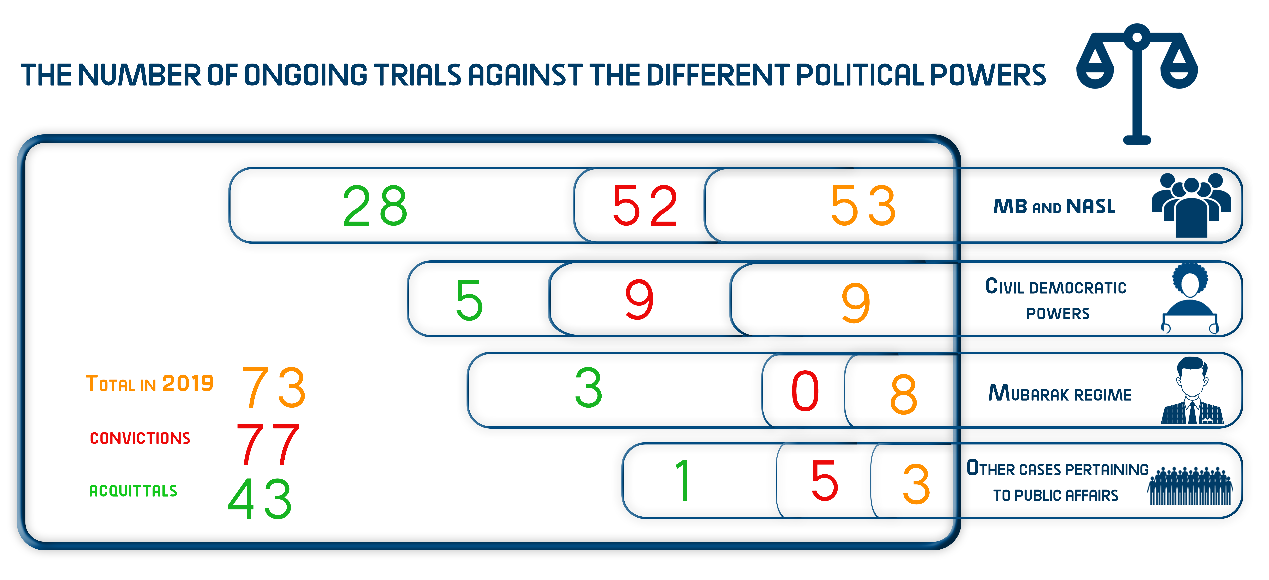 THE NUMBER OF ONGOING TRIALS AGAINST THE DIFFERENT POLITICAL POWERS
28 52 53 MB AND NASL
5 9 9 CIVIL DEMOCRATIC
POWERS
3 0 8 MUBARAK REGIME
1 5 3 OTHER CASES PERTAINING
TO PUBLIC AFFAIRS
TOTAL IN 2019 73
CONVICTIONS 77
ACQUITTALS 43